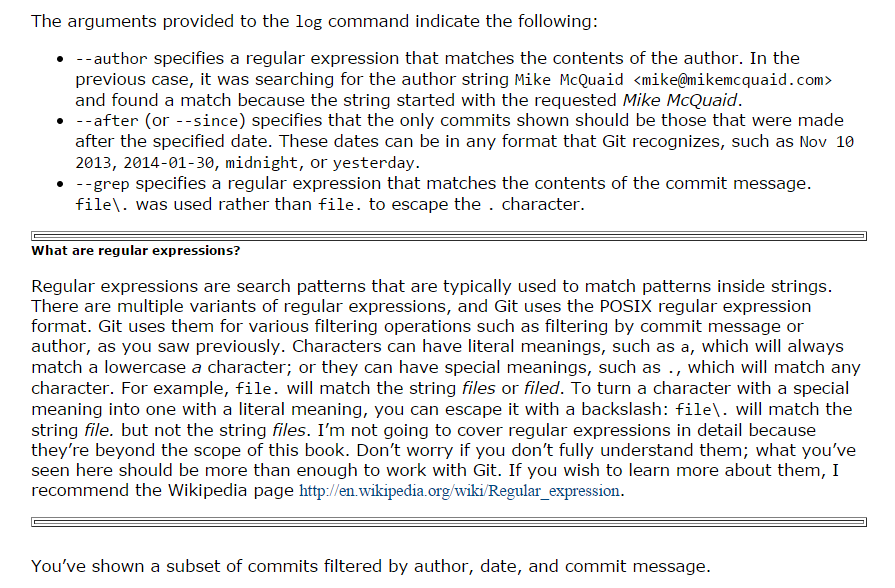 The arguments provided to the log command indicate the following:
• --author specifies a regular expression that matches the contents of the author. In the
previous case, it was searching for the author string Mike McQuaid <mike@mikemcquaid.com>
and found a match because the string started with the requested Mike McQuaid.
• --after (or --since) specifies that the only commits shown should be those that were made
after the specified date. These dates can be in any format that Git recognizes, such as Nov 10
2013, 2014-01-30, midnight, or yesterday.
• --grep specifies a regular expression that matches the contents of the commit message.
file\. was used rather than file. to escape the . character.
What are regular expressions?
Regular expressions are search patterns that are typically used to match patterns inside strings.
There are multiple variants of regular expressions, and Git uses the POSIX regular expression
format. Git uses them for various filtering operations such as filtering by commit message or
author, as you saw previously. Characters can have literal meanings, such as a, which will always
match a lowercase a character; or they can have special meanings, such as ., which will match any
character. For example, file. will match the string files or filed. To turn a character with a special
meaning into one with a literal meaning, you can escape it with a backslash: file\. will match the
string file. but not the string files. I’m not going to cover regular expressions in detail because
they’re beyond the scope of this book. Don’t worry if you don’t fully understand them; what you’ve
seen here should be more than enough to work with Git. If you wish to learn more about them, I
recommend the Wikipedia page http://en.wikipedia.org/wiki/Regular_expression.
You’ve shown a subset of commits filtered by author, date, and commit message.